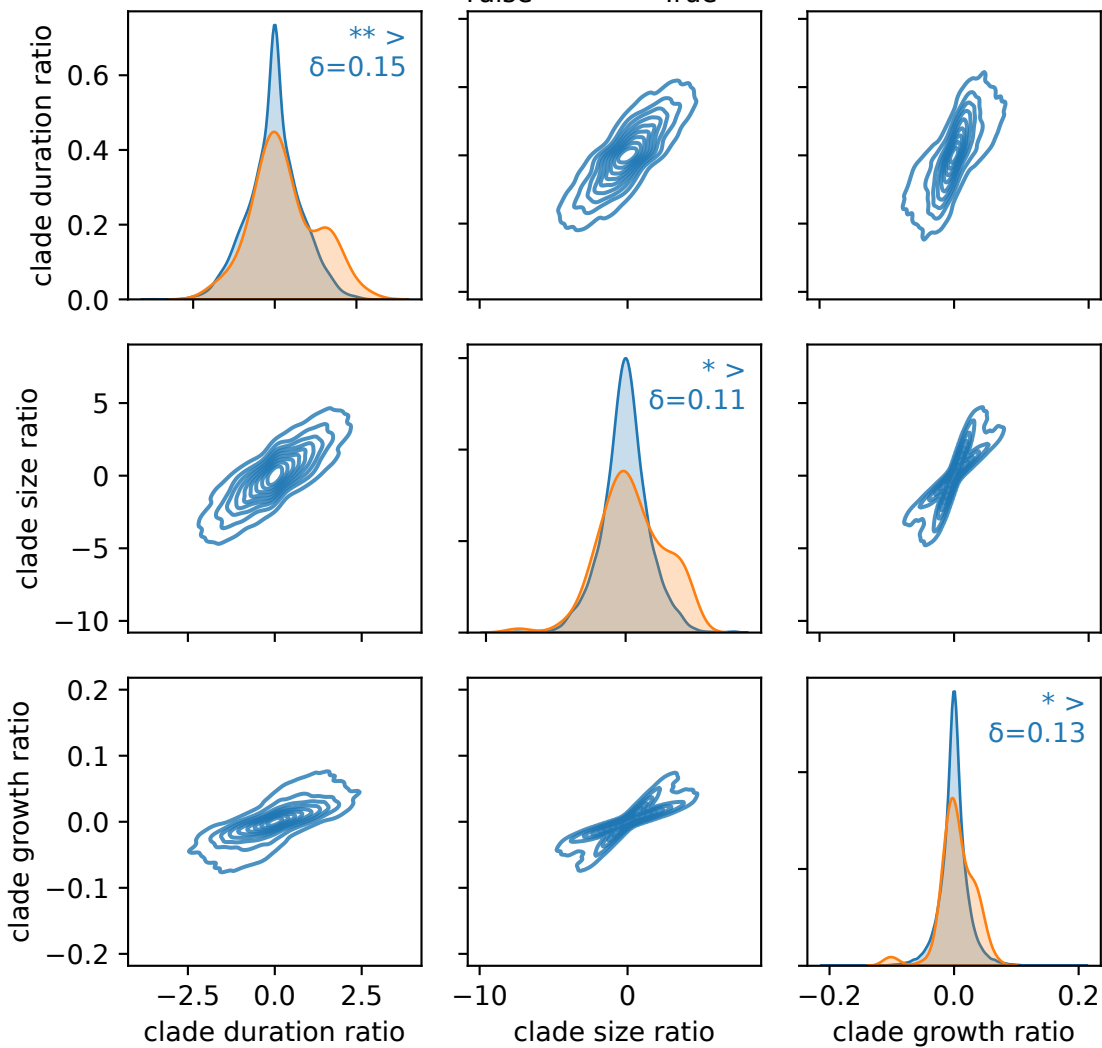 True
clade duration ratio
0.6
0.4
0.2
0.0
** >
δ=0.15
clade size ratio
5
0
−5
−10
* >
δ=0.11
clade growth ratio
0.2
0.1
0.0
−0.1
−0.2
* >
δ=0.13
−2.5 0.0 2.5
−10 0
−0.2 0.0 0.2
clade duration ratio
clade size ratio
clade growth ratio